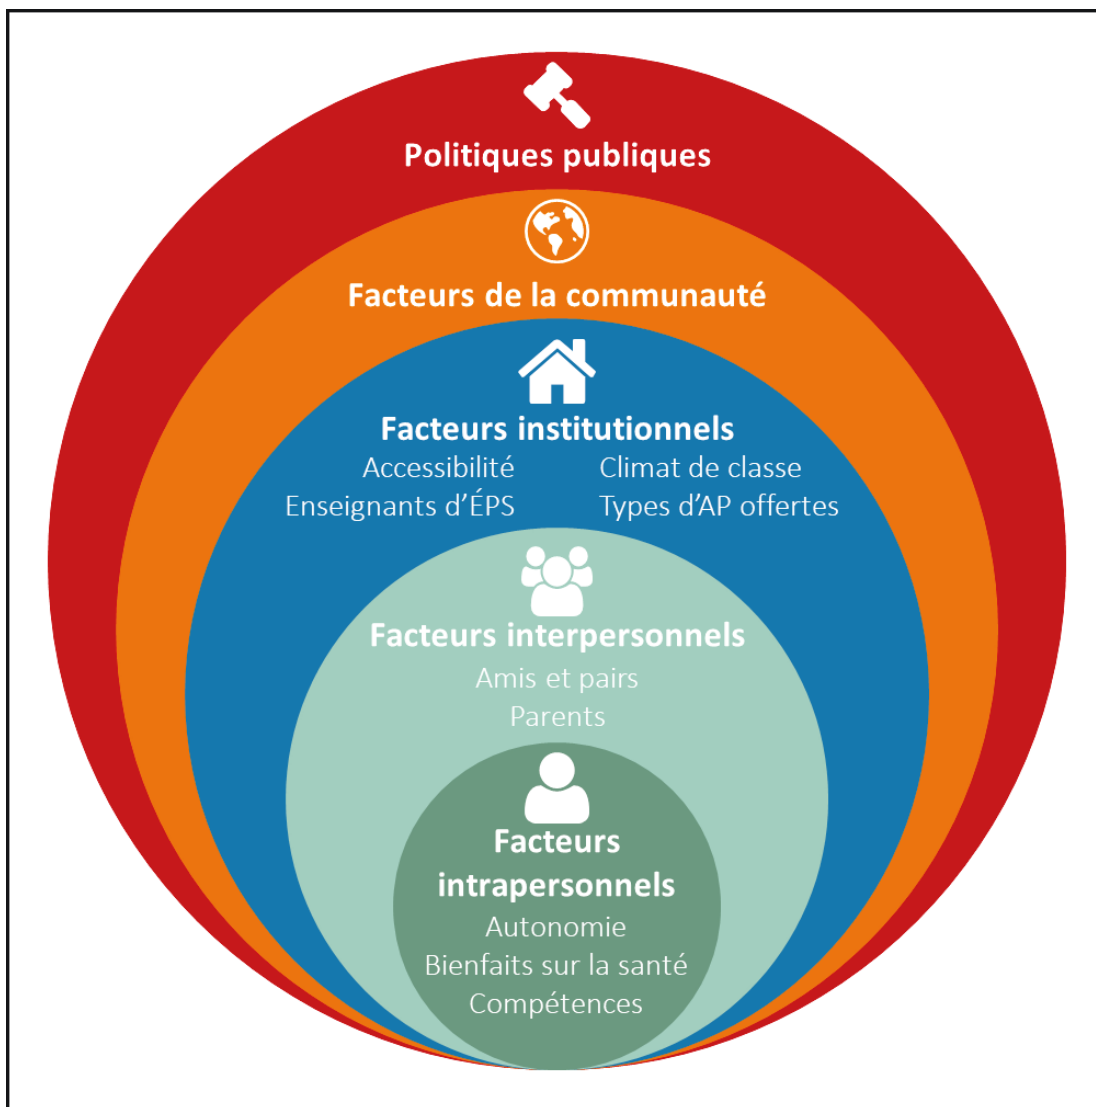 Politiques publiques
Facteurs de la communauté
Facteurs institutionnels
Accessibilité Climat de classe
Enseignants d'ÉPS Types d'AP offertes
Facteurs interpersonnels
Amis et pairs
Parents
Facteurs
intrapersonnels
Autonomie
Bienfaits sur la santé
Compétences